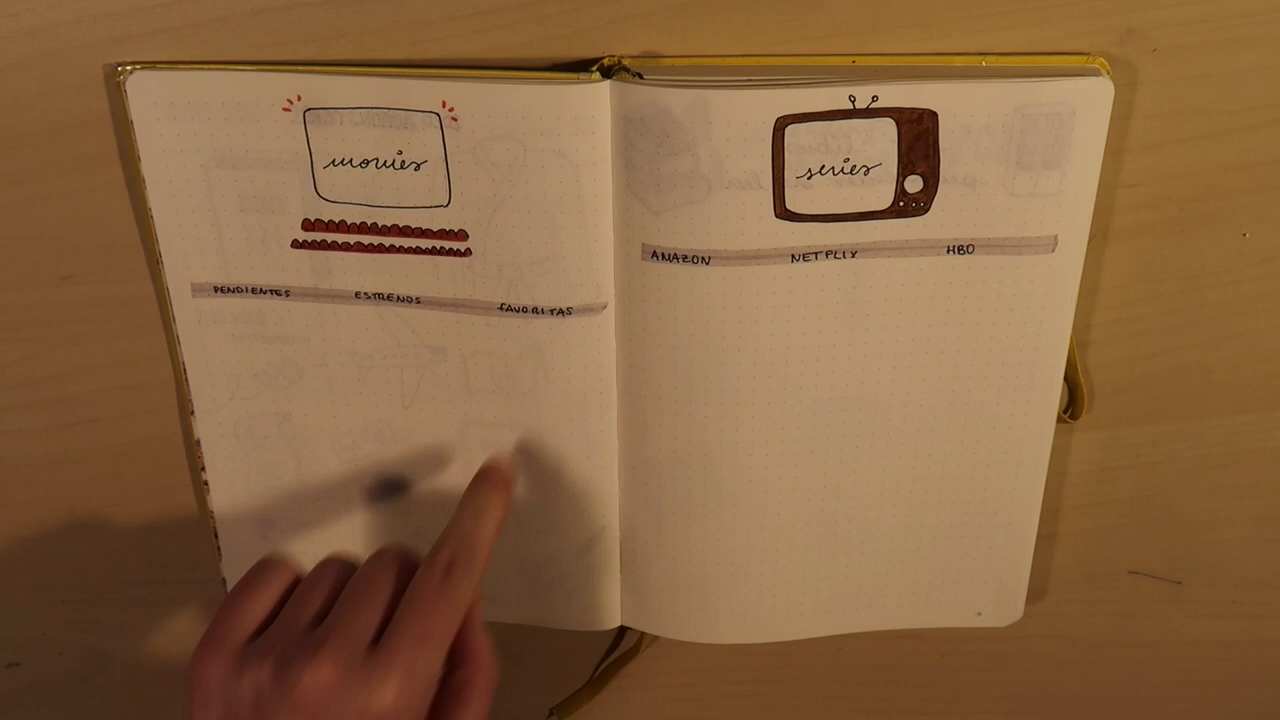 movies
PENDIENTES ESTRENOS FAVORITAS
series
AMAZON NETFLIX HBO